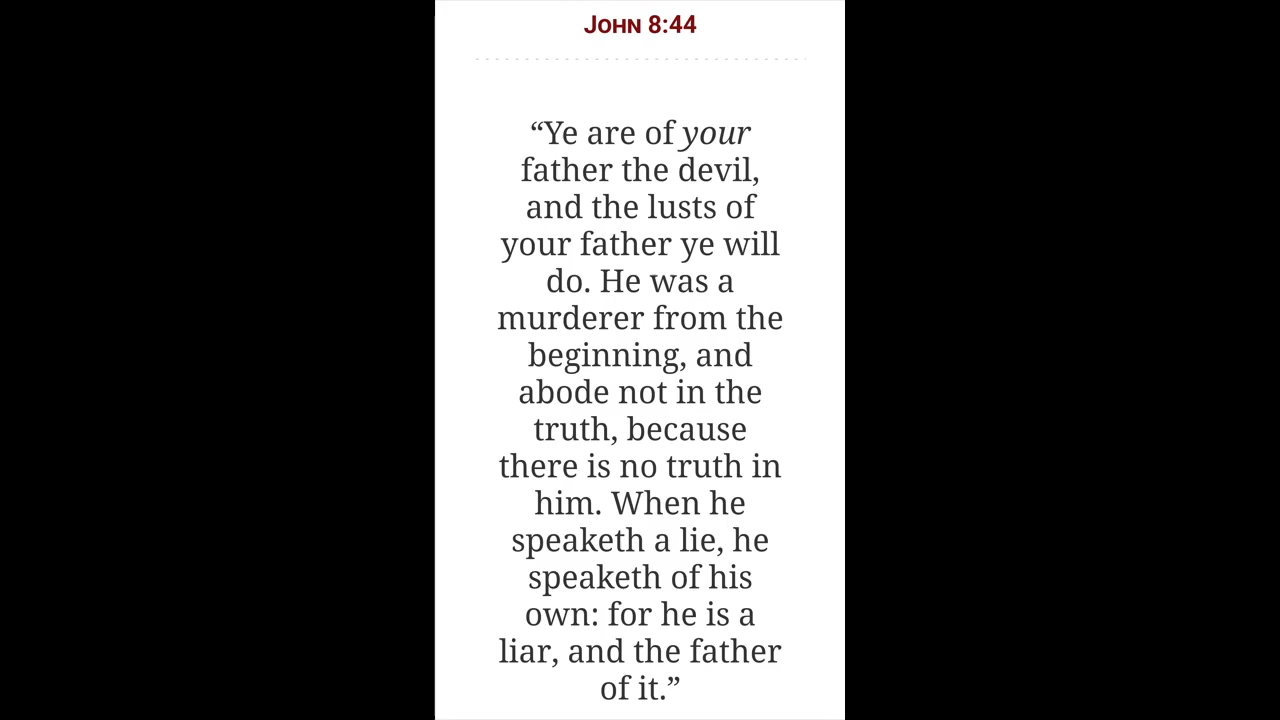 John 8:44
“Ye are of your
father the devil,
and the lusts of
your father ye will
do. He was a
murderer from the
beginning, and
abode not in the
truth, because
there is no truth in
him. When he
speaketh a lie, he
speaketh of his
own: for he is a
liar, and the father
of it.”